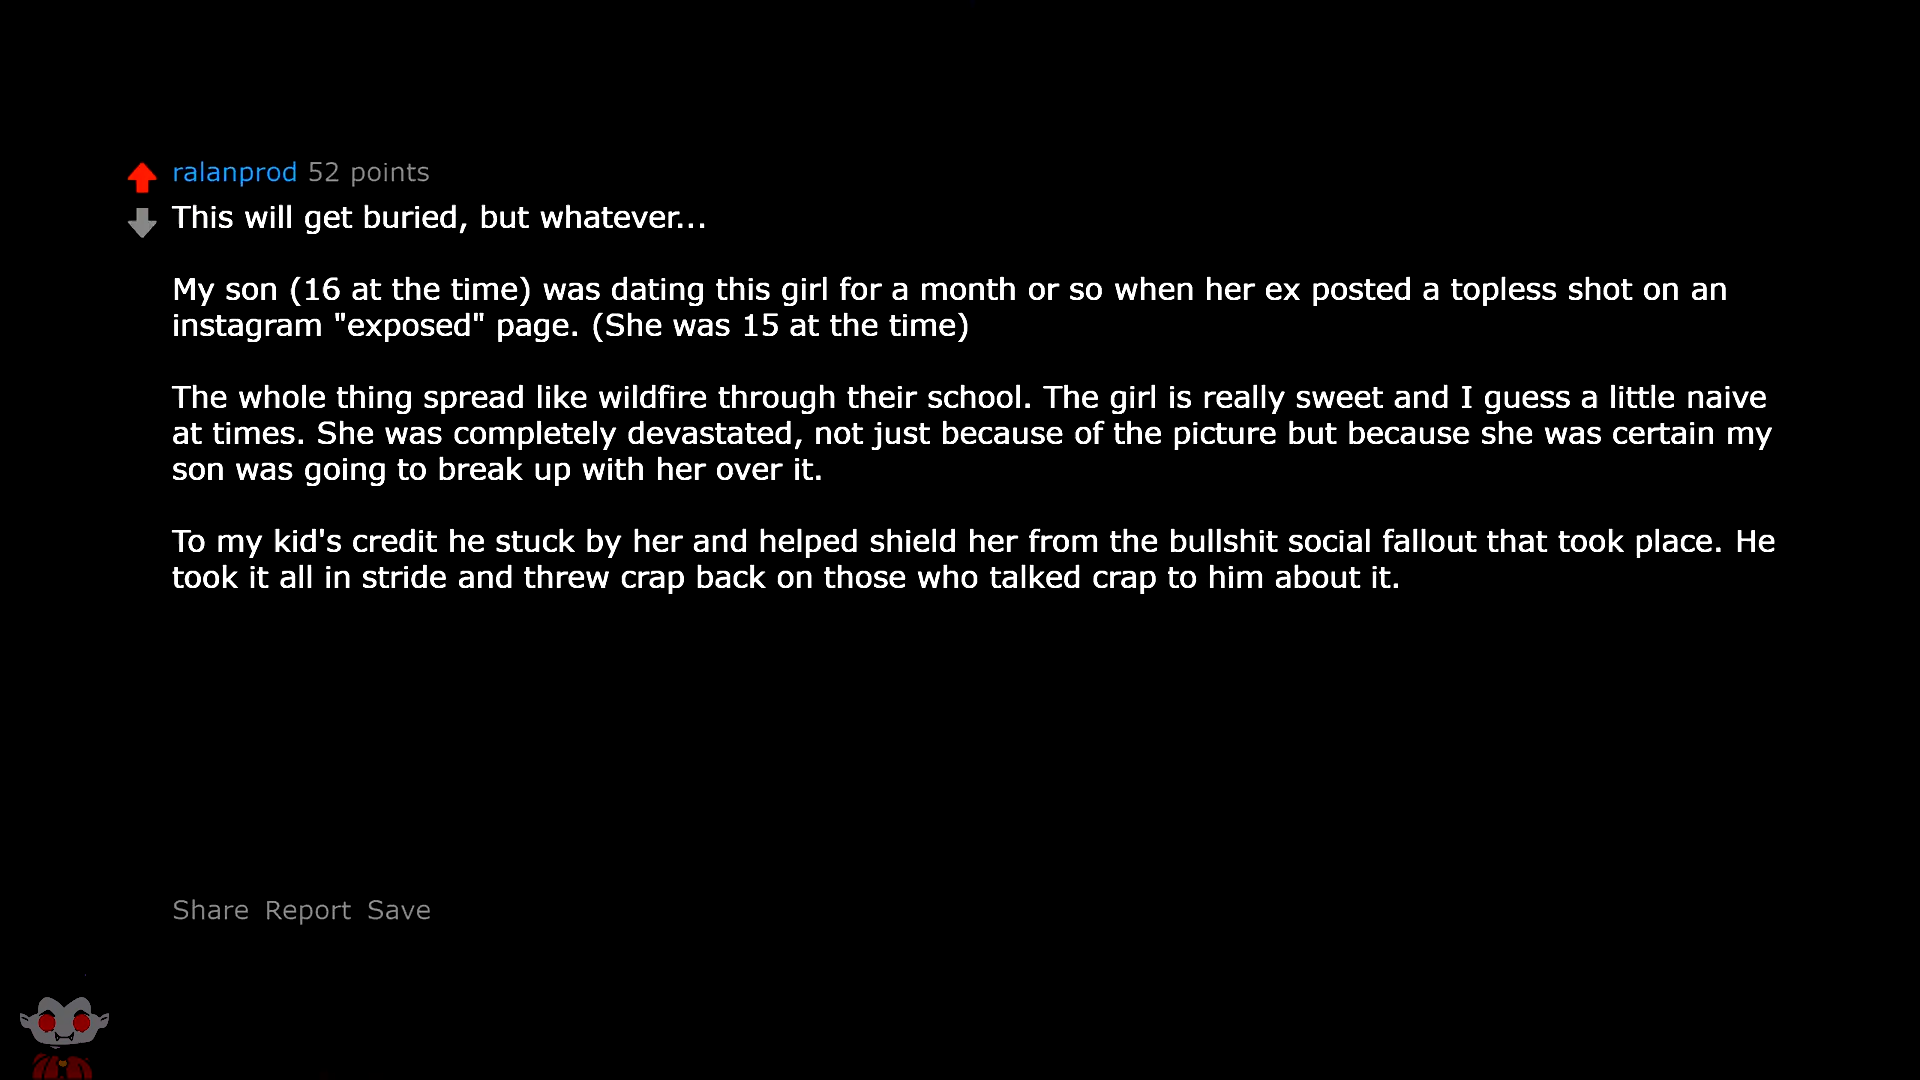 ralanprod 52 points
This will get buried, but whatever...
My son (16 at the time) was dating this girl for a month or so when her ex posted a topless shot on an
instagram "exposed" page. (She was 15 at the time)
The whole thing spread like wildfire through their school. The girl is really sweet and I guess a little naive
at times. She was completely devastated, not just because of the picture but because she was certain my
son was going to break up with her over it.
To my kid's credit he stuck by her and helped shield her from the bullshit social fallout that took place. He
took it all in stride and threw crap back on those who talked crap to him about it.
Share Report Save